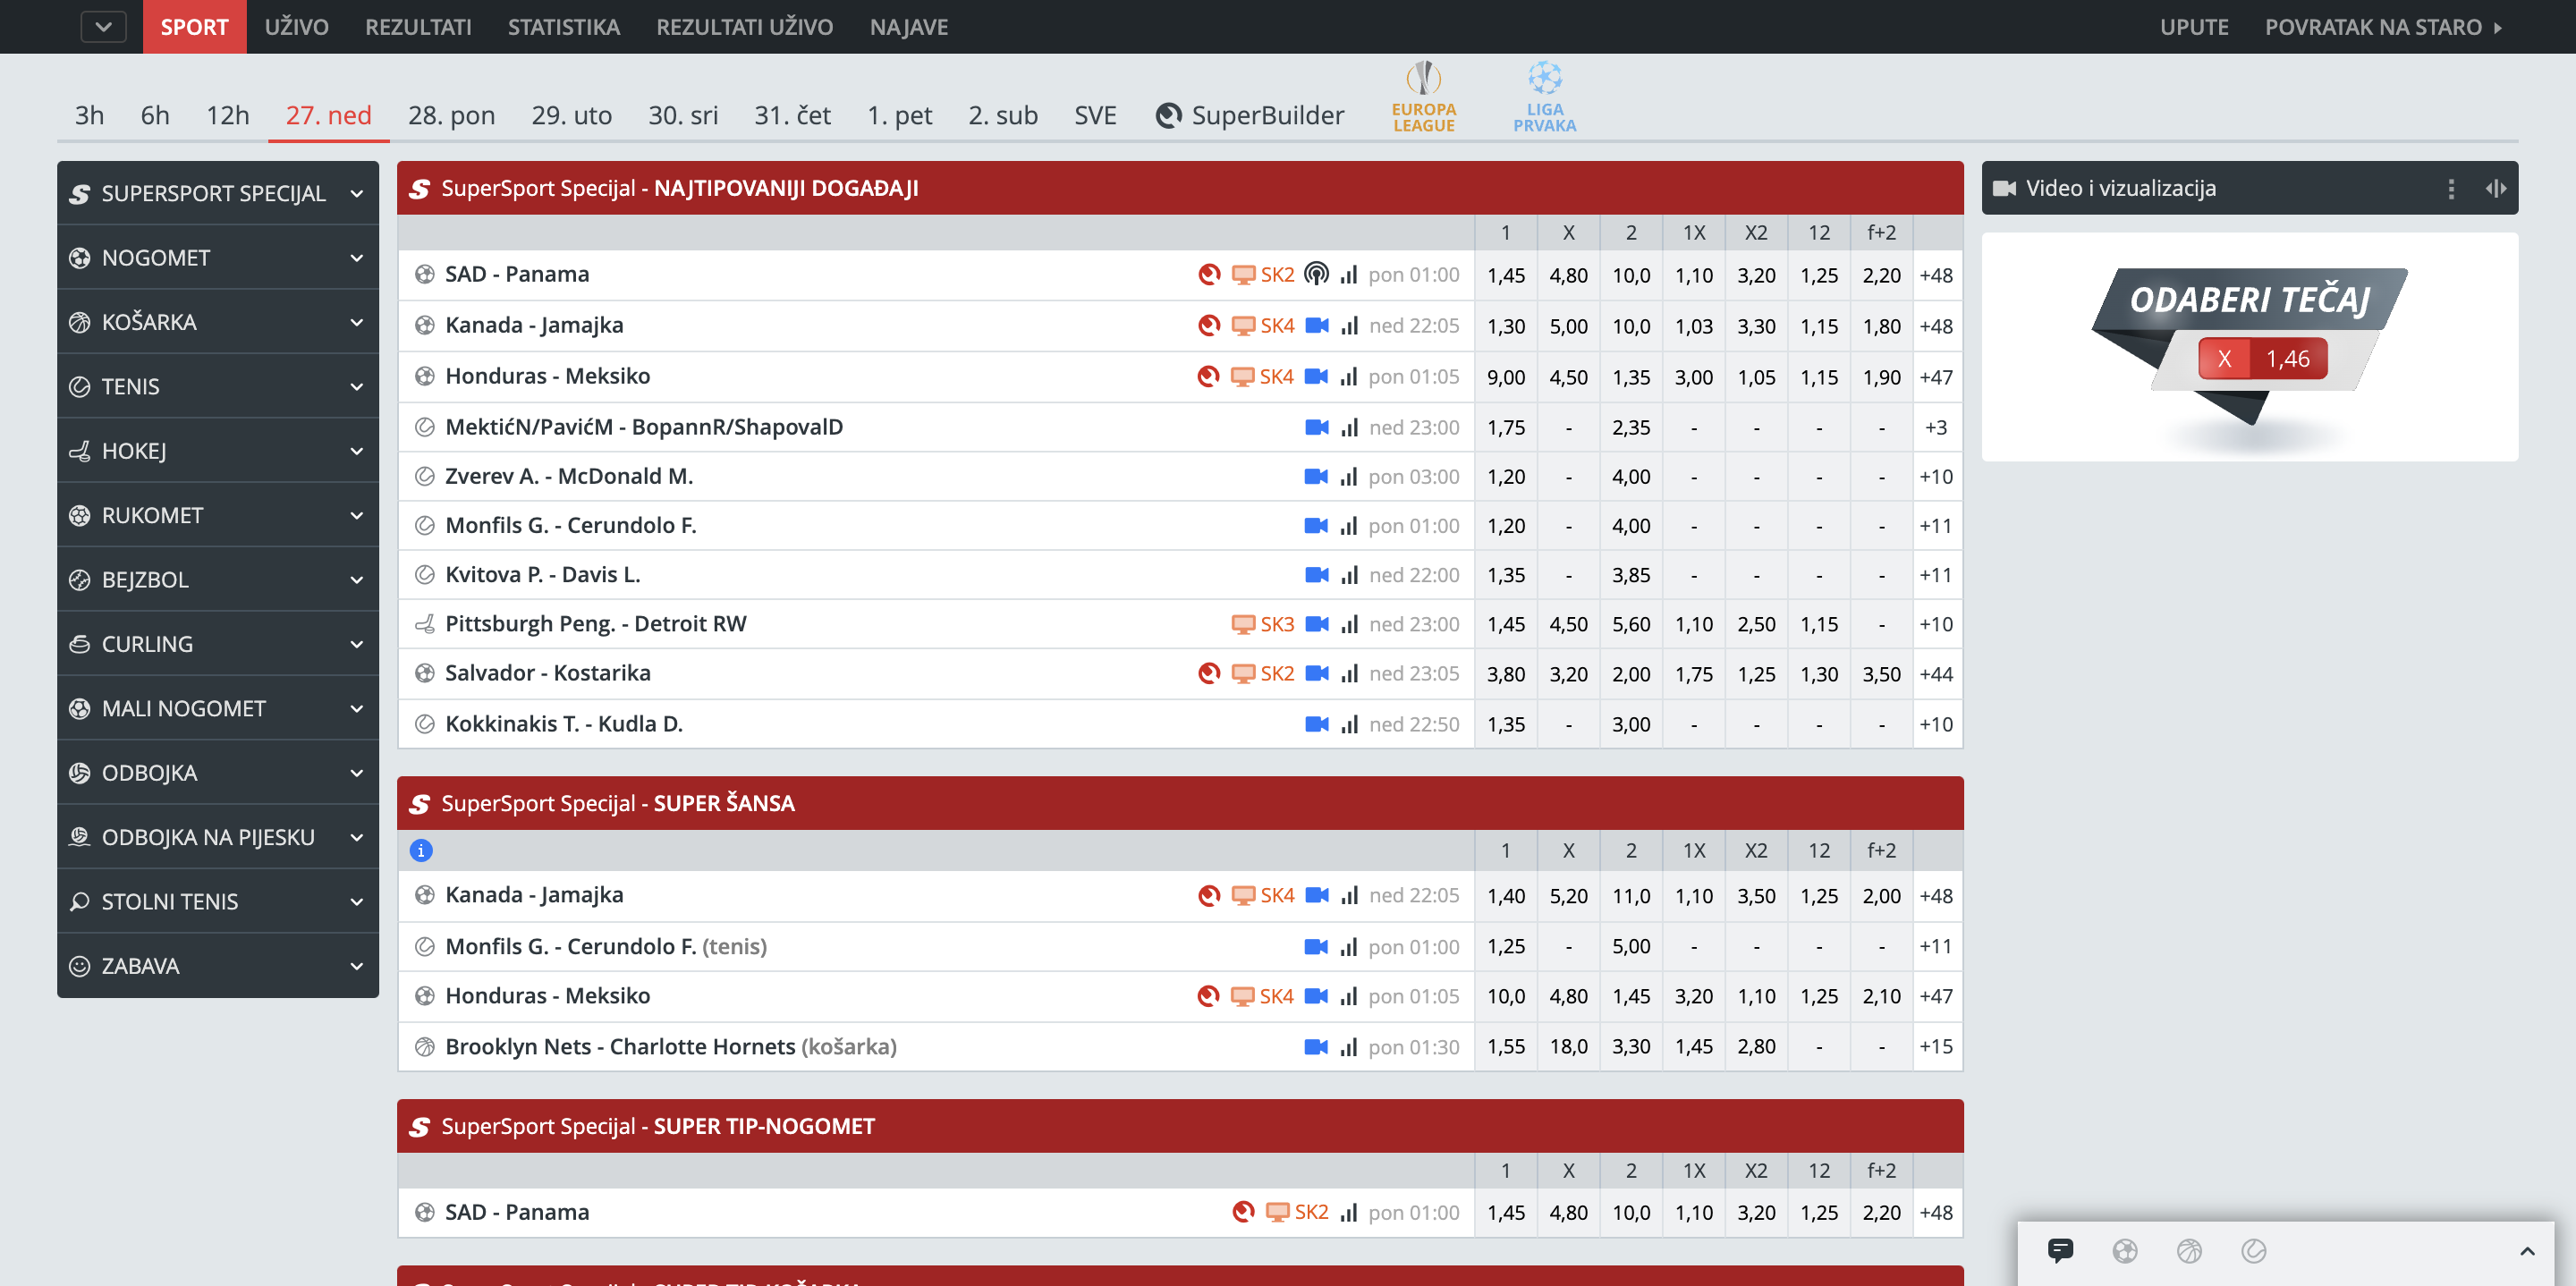 SPORT UŽIVO REZULTATI STATISTIKA REZULTATI UŽIVO NAJAVE UPUTE POVRATAK NA STARO
3h 6h 12h 27. ned 28. pon 29. uto 30. sri 31. čet 1. pet 2. sub SVE SuperBuilder EUROPA LEAGUE LIGA PRVAKA
SUPERSPORT SPECIJAL
NOGOMET
KOŠARKA
TENIS
HOKEJ
RUKOMET
BEJZBOL
CURLING
MALI NOGOMET
ODBOJKA
ODBOJKA NA PIJESKU
STOLNI TENIS
ZABAVA
SuperSport Specijal - NAJTIPOVANIJI DOGAĐAJI
1 X 2 1X X2 12 f+2
SAD - Panama SK2 pon 01:00 1,45 4,80 10,0 1,10 3,20 1,25 2,20 +48
Kanada - Jamajka SK4 ned 22:05 1,30 5,00 10,0 1,03 3,30 1,15 1,80 +48
Honduras - Meksiko SK4 pon 01:05 9,00 4,50 1,35 3,00 1,05 1,15 1,90 +47
MektićN/PavićM - BopannR/ShapovalD ned 23:00 1,75 - 2,35 - - - - +3
Zverev A. - McDonald M. pon 03:00 1,20 - 4,00 - - - - +10
Monfils G. - Cerundolo F. pon 01:00 1,20 - 4,00 - - - - +11
Kvitova P. - Davis L. ned 22:00 1,35 - 3,85 - - - - +11
Pittsburgh Peng. - Detroit RW SK3 ned 23:00 1,45 4,50 5,60 1,10 2,50 1,15 - +10
Salvador - Kostarika SK2 ned 23:05 3,80 3,20 2,00 1,75 1,25 1,30 3,50 +44
Kokkinakis T. - Kudla D. ned 22:50 1,35 - 3,00 - - - - +10
SuperSport Specijal - SUPER ŠANSA
1 X 2 1X X2 12 f+2
Kanada - Jamajka SK4 ned 22:05 1,40 5,20 11,0 1,10 3,50 1,25 2,00 +48
Monfils G. - Cerundolo F. (tenis) pon 01:00 1,25 - 5,00 - - - - +11
Honduras - Meksiko SK4 pon 01:05 10,0 4,80 1,45 3,20 1,10 1,25 2,10 +47
Brooklyn Nets - Charlotte Hornets (košarka) pon 01:30 1,55 18,0 3,30 1,45 2,80 - - +15
SuperSport Specijal - SUPER TIP-NOGOMET
1 X 2 1X X2 12 f+2
SAD - Panama SK2 pon 01:00 1,45 4,80 10,0 1,10 3,20 1,25 2,20 +48
Video i vizualizacija
ODABERI TEČAJ
X 1,46